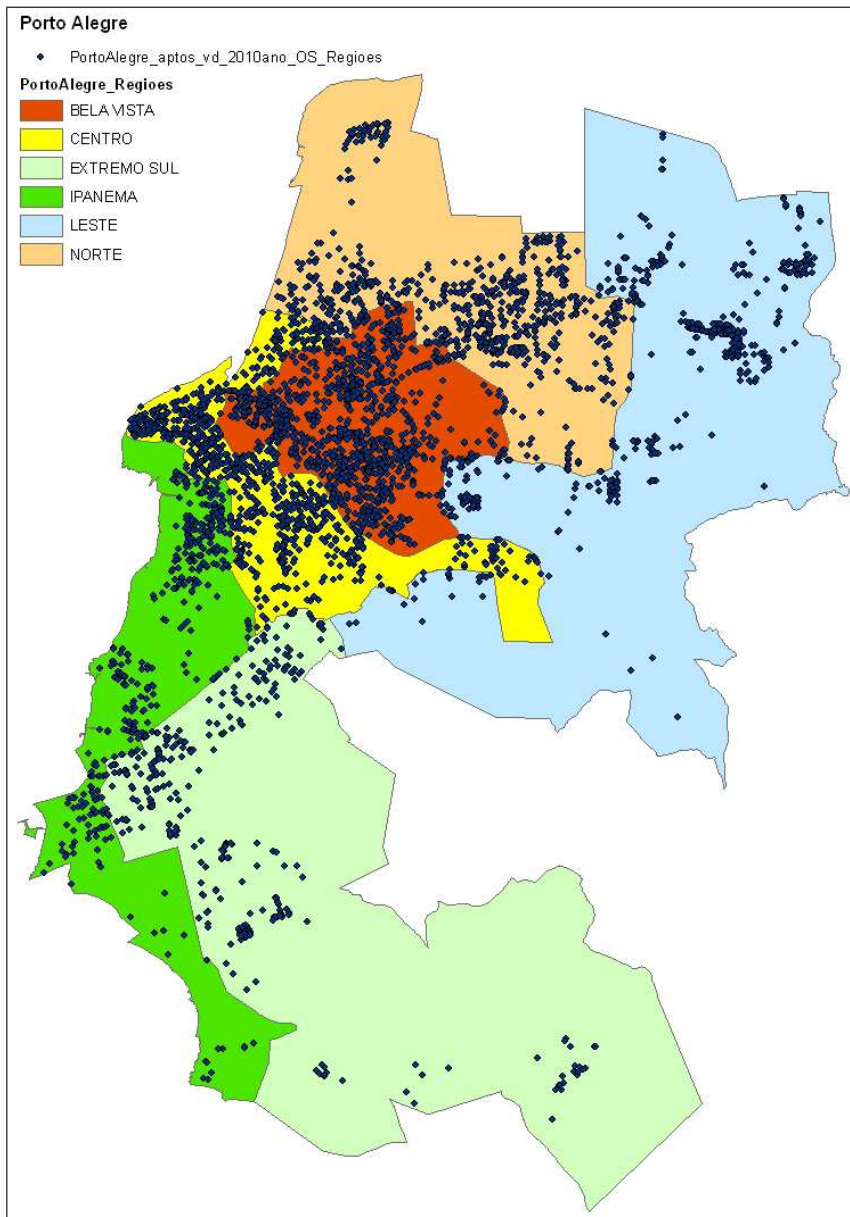 Porto Alegre
PortoAlegre_aptos_vd_2010ano_OS_Regioes
PortoAlegre_Regioes
BELA VISTA
CENTRO
EXTREMO SUL
IPANEMA
LESTE
NORTE